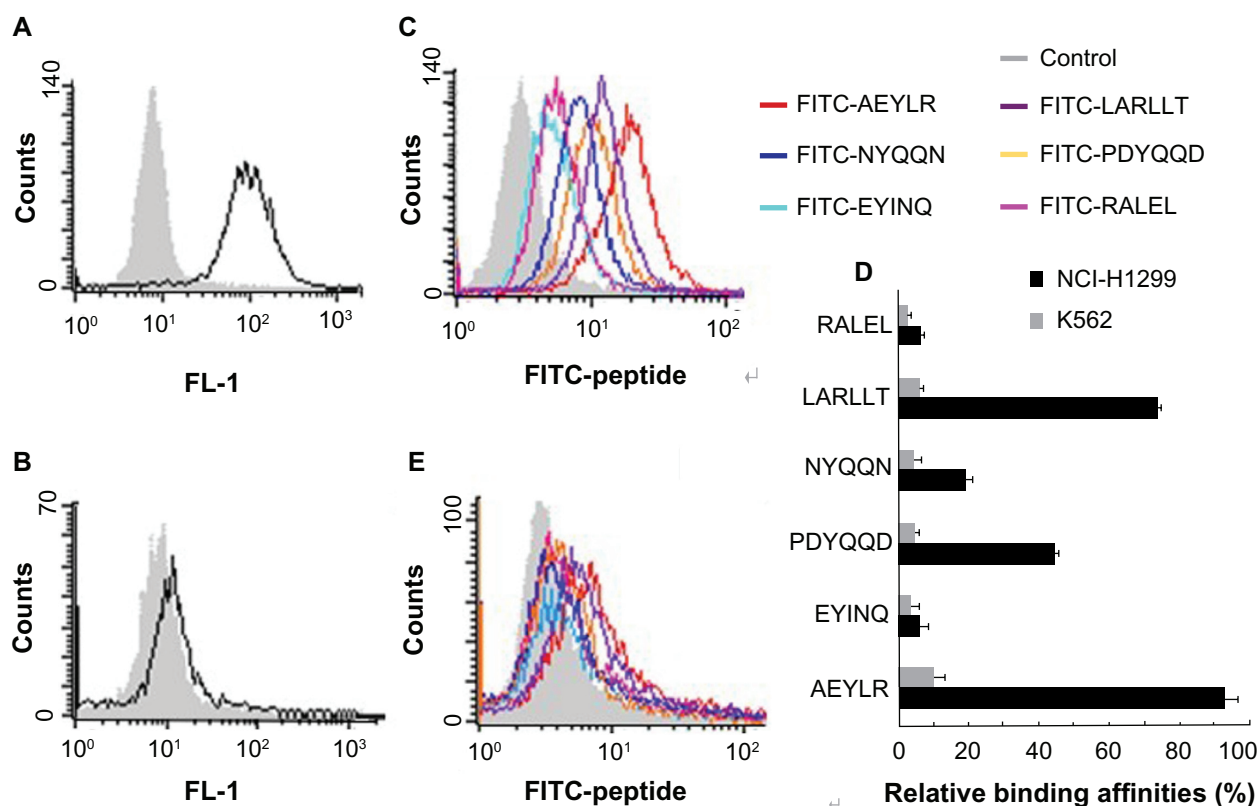 A
140
Counts
0
10⁰
10¹
10²
10³
FL-1
C
140
Counts
0
10⁰
10¹
10²
FITC-peptide
Control
FITC-AEYLR
FITC-LARLLT
FITC-NYQQN
FITC-PDYQQD
FITC-EYINQ
FITC-RALEL
B
70
Counts
0
10⁰
10¹
10²
10³
FL-1
E
100
Counts
0
10⁰
10¹
10²
FITC-peptide
D
NCI-H1299
K562
RALEL
LARLLT
NYQQN
PDYQQD
EYINQ
AEYLR
0
20
40
60
80
100
Relative binding affinities (%)